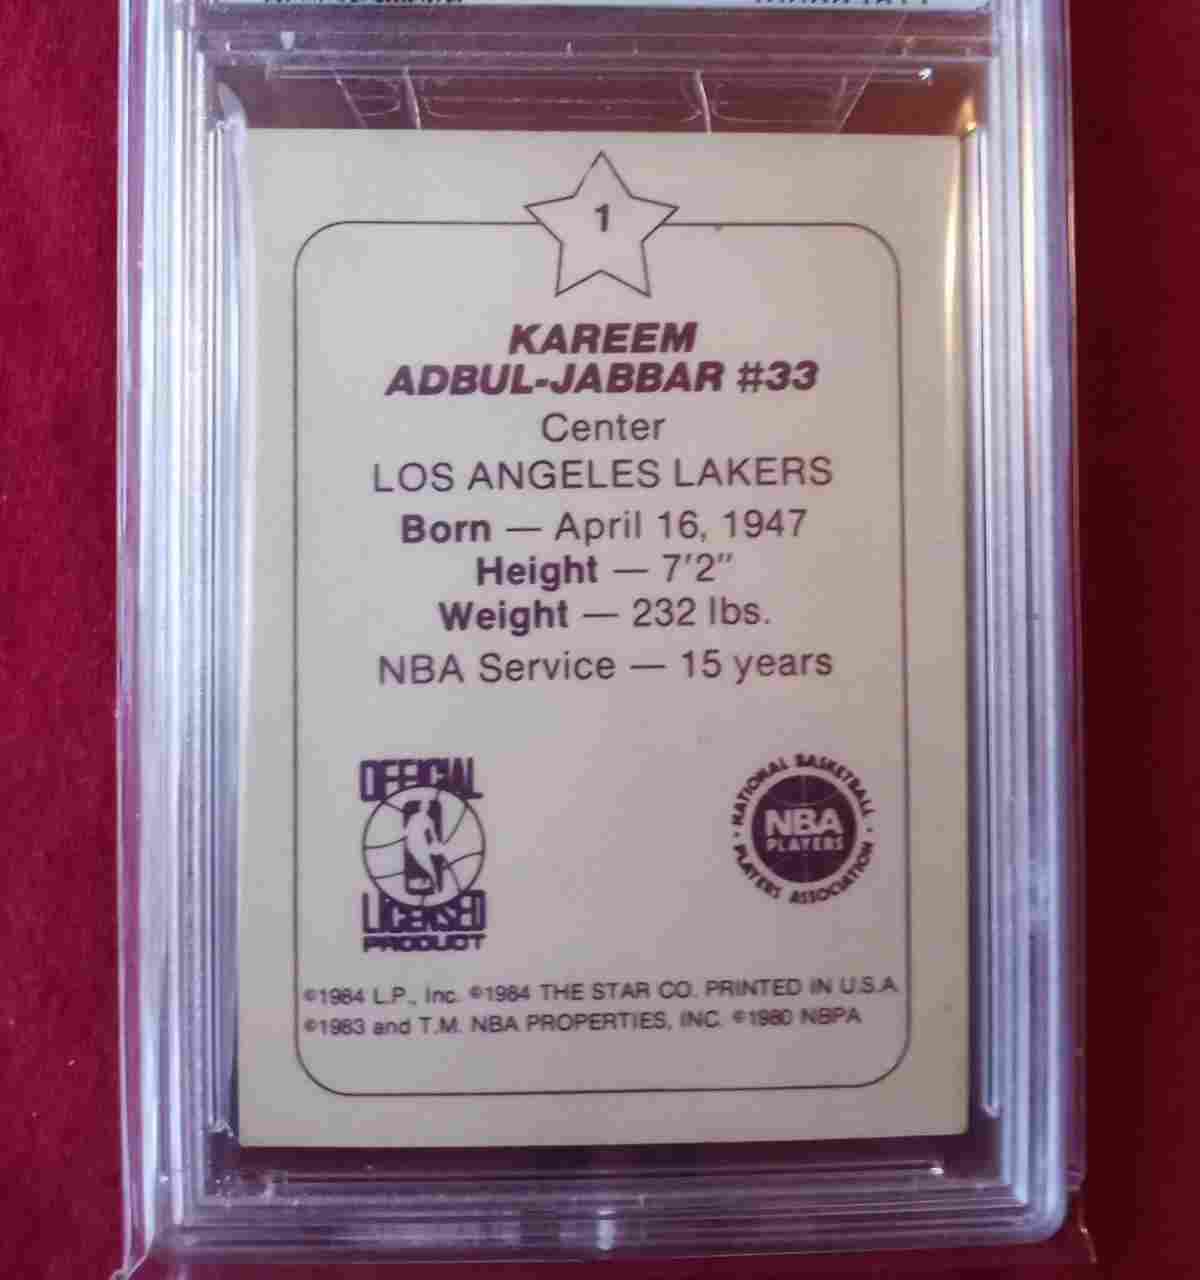 1
KAREEM
ADBUL-JABBAR #33
Center
LOS ANGELES LAKERS
Born — April 16, 1947
Height — 7'2"
Weight — 232 lbs.
NBA Service — 15 years
OFFICIAL
LICENSED
PRODUCT
NATIONAL BASKETBALL
NBA
PLAYERS
PLAYERS ASSOCIATION
©1984 L.P., Inc. ©1984 THE STAR CO. PRINTED IN U.S.A.
©1983 and T.M. NBA PROPERTIES, INC. ©1980 NBPA